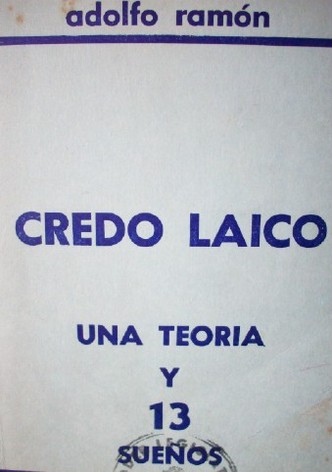 adolfo ramón
CREDO LAICO
UNA TEORIA
Y
13
SUEÑOS